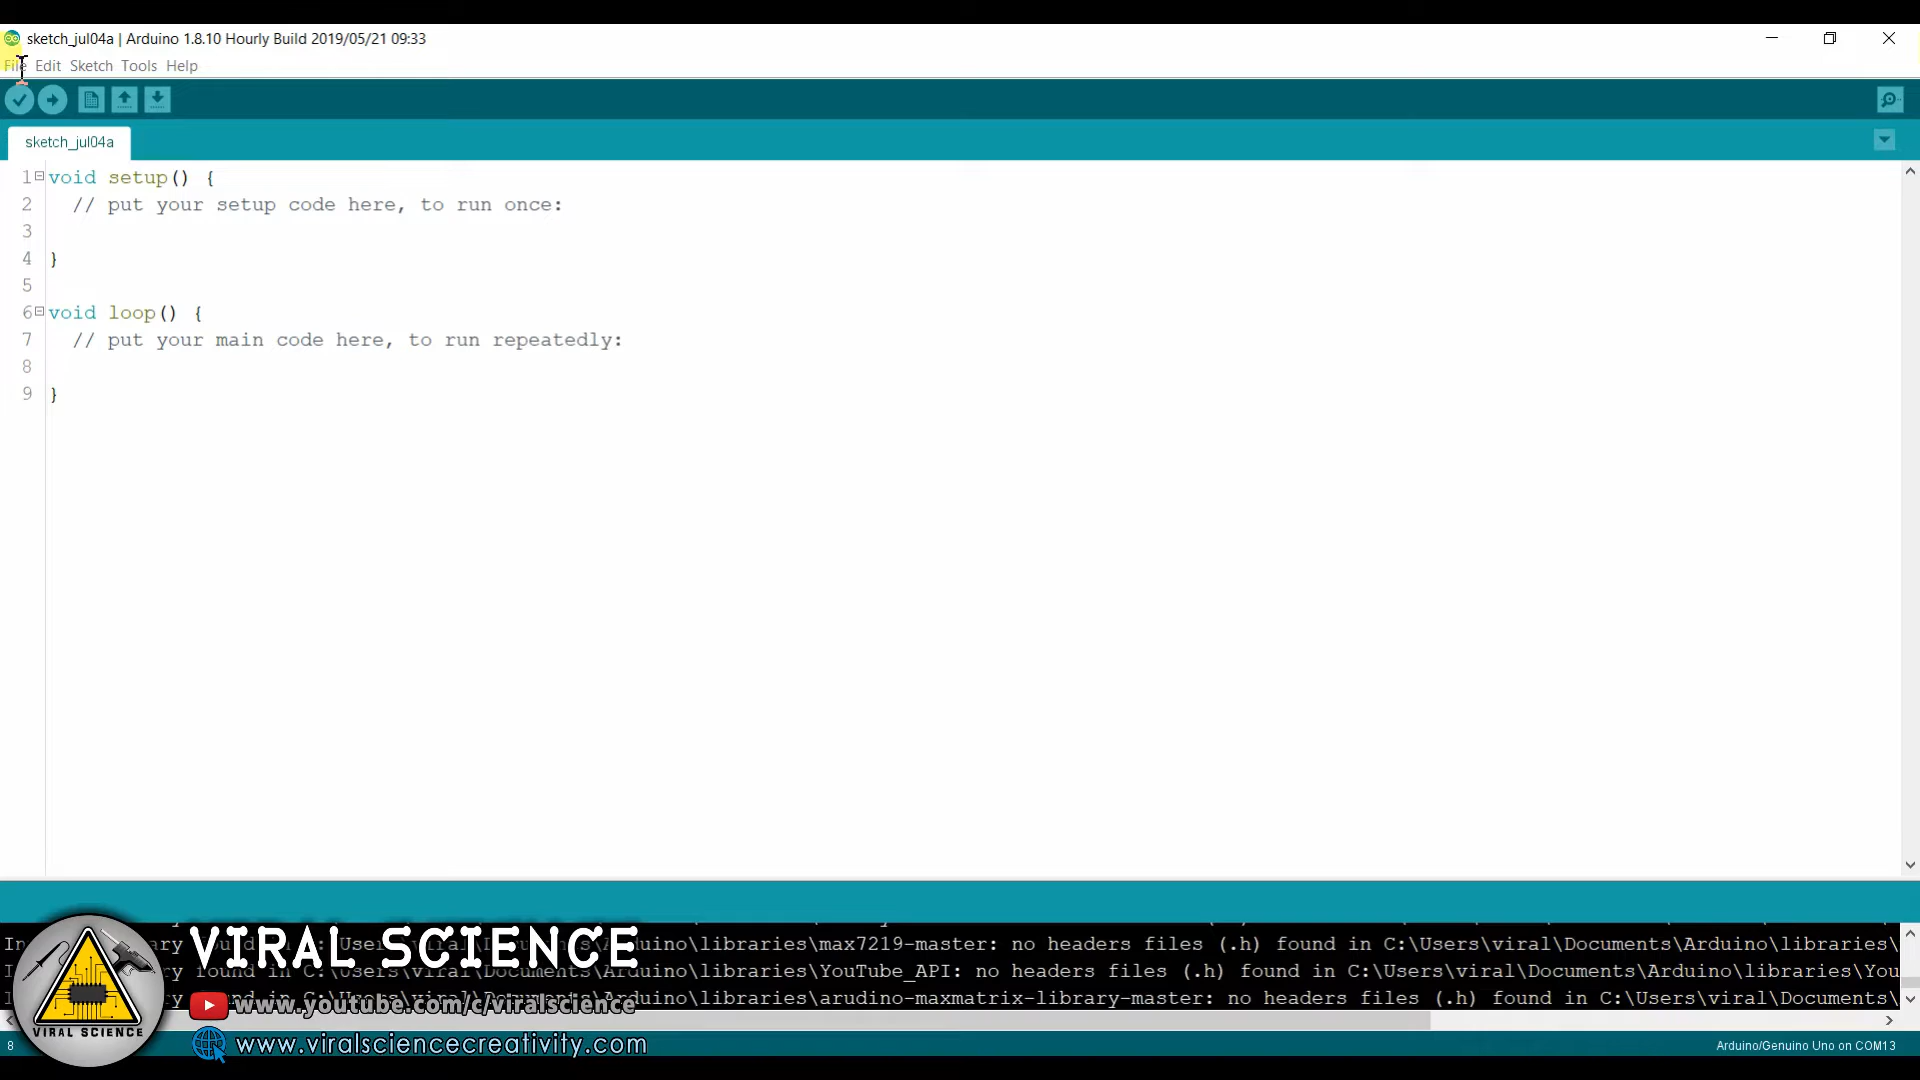 sketch_jul04a | Arduino 1.8.10 Hourly Build 2019/05/21 09:33
File Edit Sketch Tools Help
sketch_jul04a
1 void setup() {
2 // put your setup code here, to run once:
3
4 }
5
6 void loop() {
7 // put your main code here, to run repeatedly:
8
9 }
\libraries\max7219-master: no headers files (.h) found in C:\Users\viral\Documents\Arduino\libraries\
\libraries\YouTube_API: no headers files (.h) found in C:\Users\viral\Documents\Arduino\libraries\You
\libraries\arudino-maxmatrix-library-master: no headers files (.h) found in C:\Users\viral\Documents\
VIRAL SCIENCE
www.youtube.com/c/viralscience
VIRAL SCIENCE
www.viralsciencecreativity.com
8
Arduino/Genuino Uno on COM13